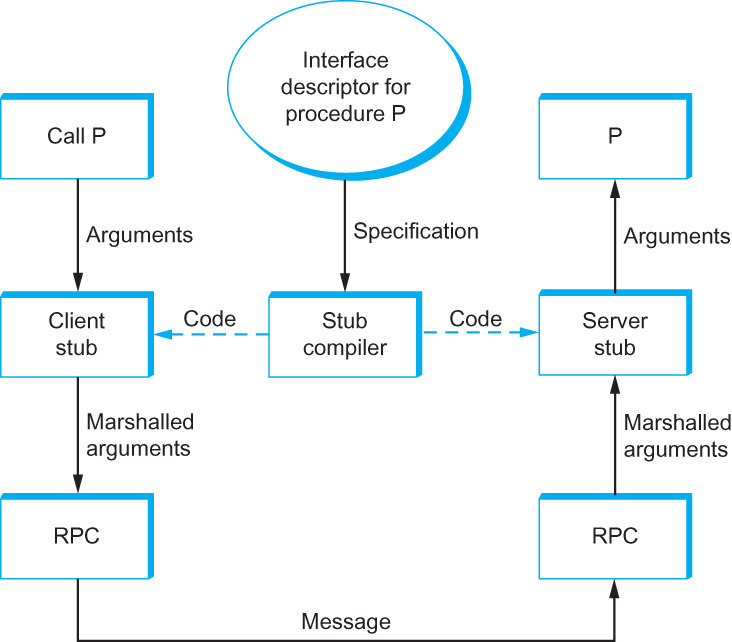 Interface
descriptor for
procedure P
Call P
P
Arguments
Specification
Arguments
Client
stub
Code
Stub
compiler
Code
Server
stub
Marshalled
arguments
Marshalled
arguments
RPC
RPC
Message